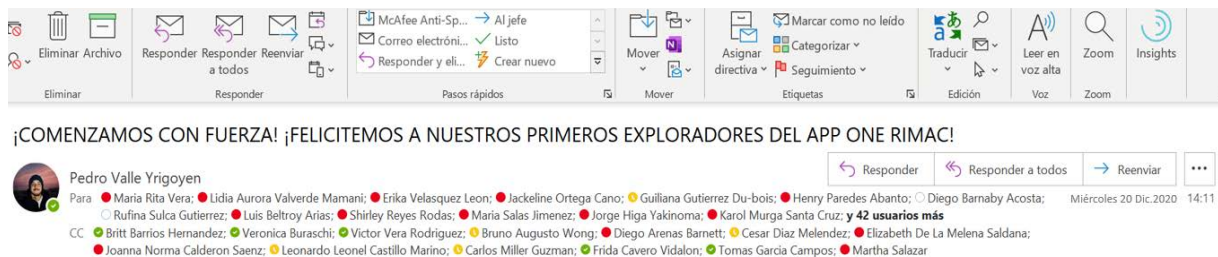 McAfee Anti-Sp... Al jefe
Marcar como no leído
Eliminar Archivo Responder Responder a todos Reenviar Correo electróni... Listo Mover Asignar directiva Categorizar Traducir Leer en voz alta Zoom Insights
Responder y eli... Crear nuevo Seguimiento
Eliminar Responder Pasos rápidos Mover Etiquetas Edición Voz Zoom
¡COMENZAMOS CON FUERZA! ¡FELICITEMOS A NUESTROS PRIMEROS EXPLORADORES DEL APP ONE RIMAC!
Responder Responder a todos Reenviar
Pedro Valle Yrigoyen
Para Maria Rita Vera; Lidia Aurora Valverde Mamani; Erika Velasquez Leon; Jackeline Ortega Cano; Guiliana Gutierrez Du-bois; Henry Paredes Abanto; Diego Barnaby Acosta; Miércoles 20 Dic.2020 14:11
Rufina Sulca Gutierrez; Luis Beltroy Arias; Shirley Reyes Rodas; Maria Salas Jimenez; Jorge Higa Yakinoma; Karol Murga Santa Cruz; y 42 usuarios más
CC Britt Barrios Hernandez; Veronica Buraschi; Victor Vera Rodriguez; Bruno Augusto Wong; Diego Arenas Barnett; Cesar Diaz Melendez; Elizabeth De La Melena Saldana;
Joanna Norma Calderon Saenz; Leonardo Leonel Castillo Marino; Carlos Miller Guzman; Frida Cavero Vidalon; Tomas Garcia Campos; Martha Salazar